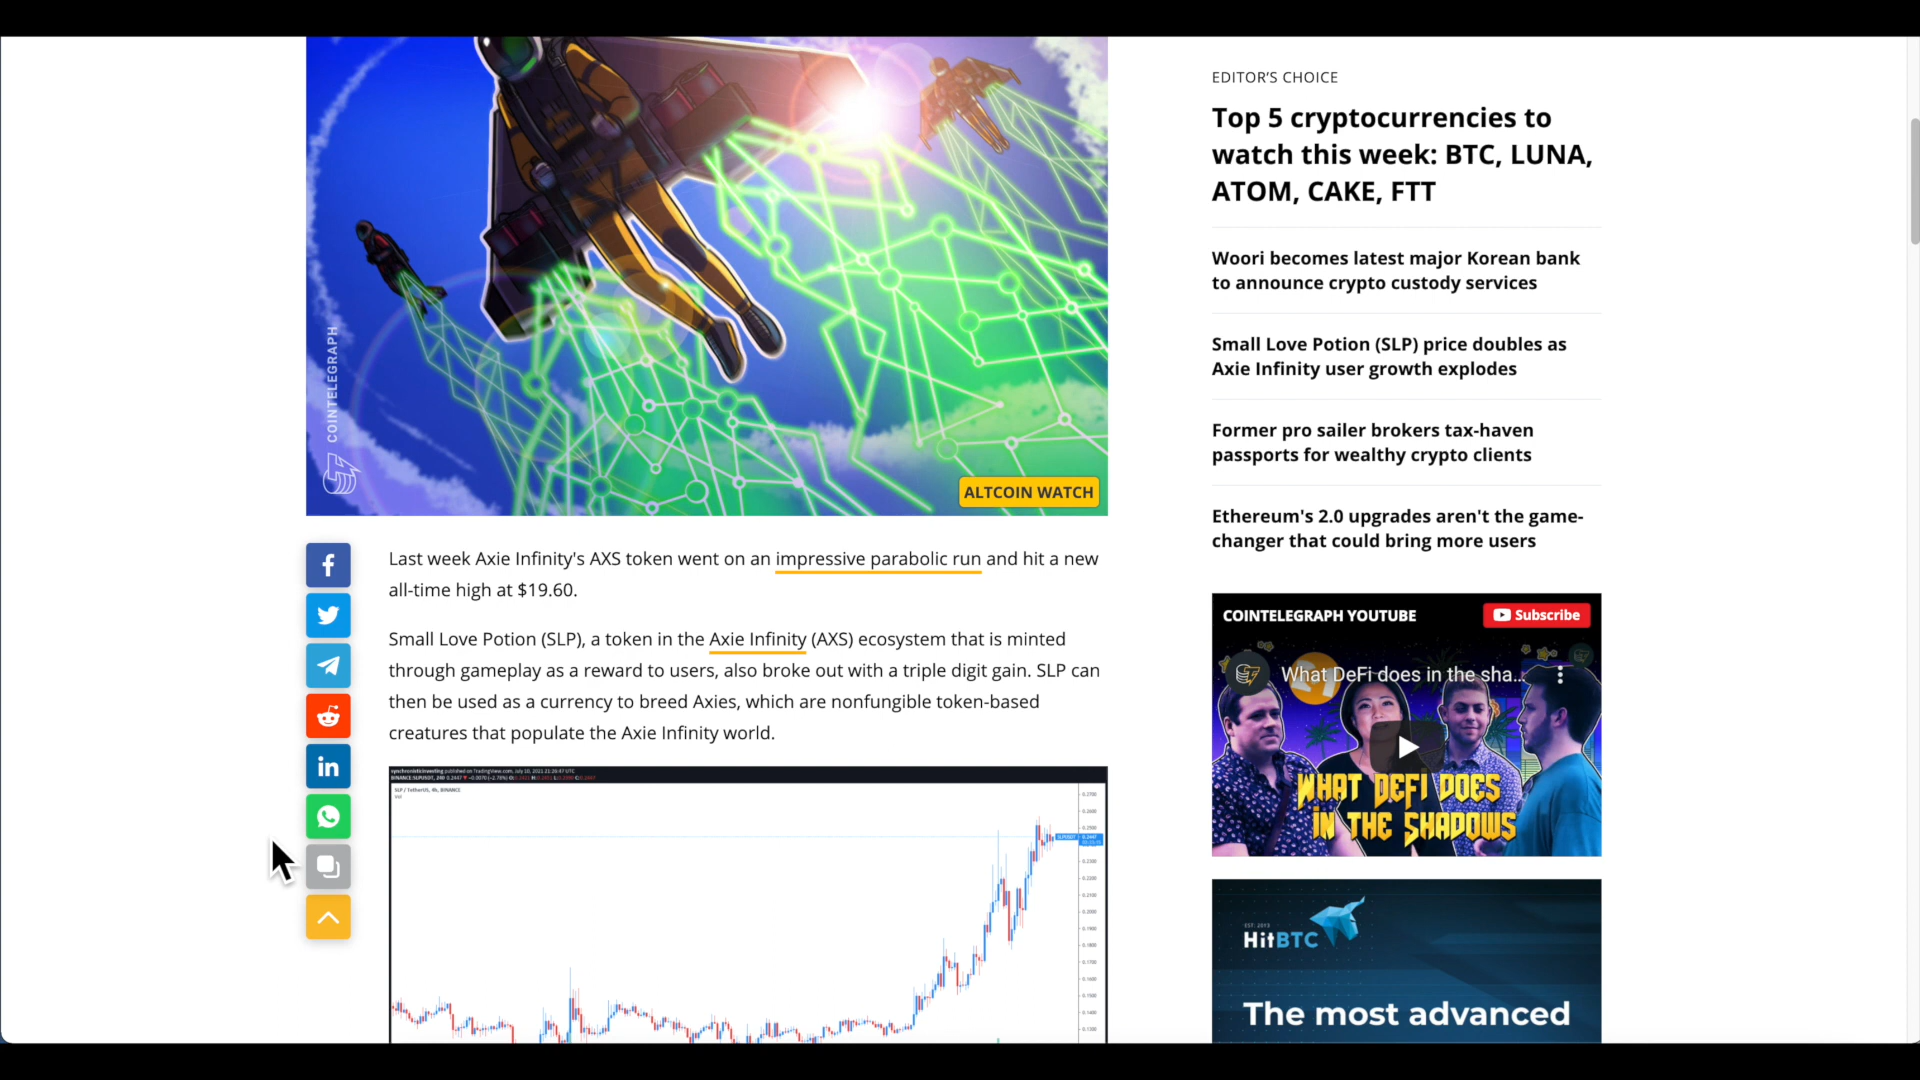 COINTELEGRAPH
ALTCOIN WATCH
Last week Axie Infinity's AXS token went on an impressive parabolic run and hit a new
all-time high at $19.60.
Small Love Potion (SLP), a token in the Axie Infinity (AXS) ecosystem that is minted
through gameplay as a reward to users, also broke out with a triple digit gain. SLP can
then be used as a currency to breed Axies, which are nonfungible token-based
creatures that populate the Axie Infinity world.
SLP / TetherUS, 4h, BINANCE
Vol
EDITOR'S CHOICE
Top 5 cryptocurrencies to
watch this week: BTC, LUNA,
ATOM, CAKE, FTT
Woori becomes latest major Korean bank
to announce crypto custody services
Small Love Potion (SLP) price doubles as
Axie Infinity user growth explodes
Former pro sailer brokers tax-haven
passports for wealthy crypto clients
Ethereum's 2.0 upgrades aren't the game-
changer that could bring more users
COINTELEGRAPH YOUTUBE
Subscribe
What DeFi does in the sha...
WHAT DEFI DOES
IN THE SHADOWS
EST. 2013
HitBTC
The most advanced